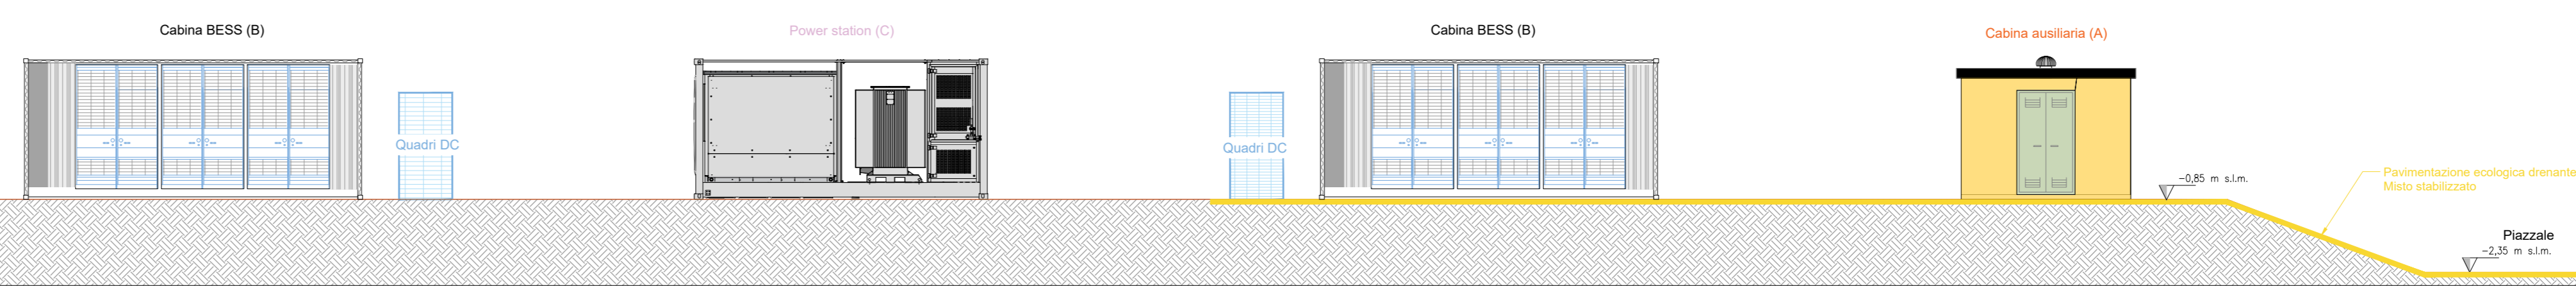 Cabina BESS (B)
Power station (C)
Cabina BESS (B)
Cabina ausiliaria (A)
Quadri DC
Quadri DC
-0,85 m s.l.m.
Pavimentazione ecologica drenante
Misto stabilizzato
Piazzale
-2,35 m s.l.m.